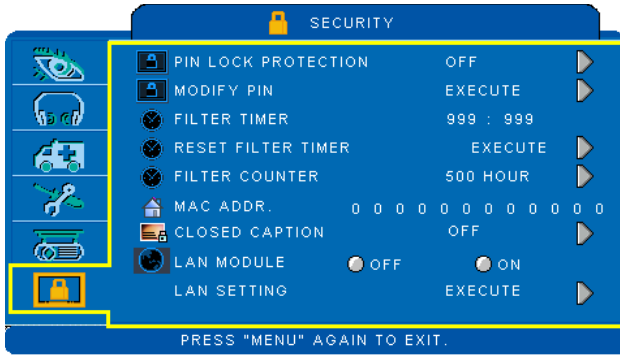 SECURITY
PIN LOCK PROTECTION OFF
MODIFY PIN EXECUTE
FILTER TIMER 999 : 999
RESET FILTER TIMER EXECUTE
FILTER COUNTER 500 HOUR
MAC ADDR. 0 0 0 0 0 0 0 0 0 0 0 0
CLOSED CAPTION OFF
LAN MODULE OFF ON
LAN SETTING EXECUTE
PRESS "MENU" AGAIN TO EXIT.